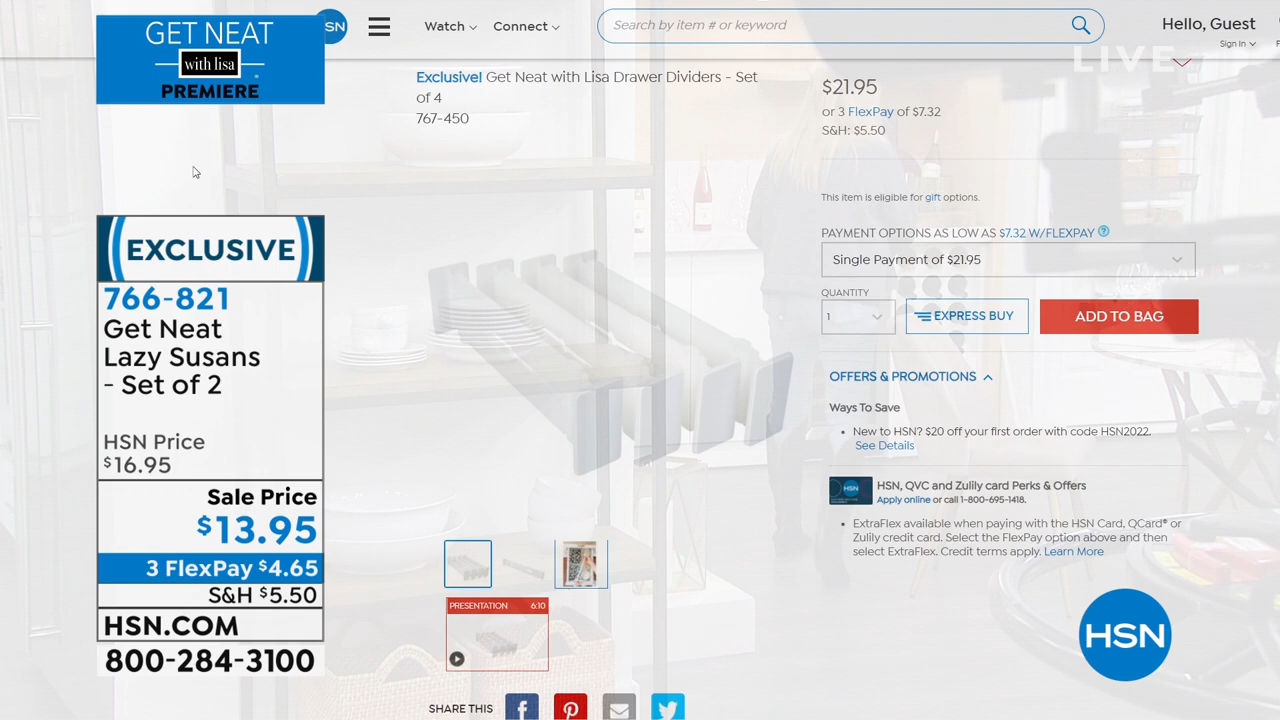 GET NEAT
with lisa
PREMIERE
HSN
Watch
Connect
Search by item # or keyword
Hello, Guest
Sign In
LIVE
Exclusive! Get Neat with Lisa Drawer Dividers - Set
of 4
767-450
$21.95
or 3 FlexPay of $7.32
S&H: $5.50
This item is eligible for gift options.
PAYMENT OPTIONS AS LOW AS $7.32 W/FLEXPAY ?
Single Payment of $21.95
QUANTITY
1
EXPRESS BUY
ADD TO BAG
OFFERS & PROMOTIONS
Ways To Save
• New to HSN? $20 off your first order with code HSN2022.
See Details
HSN
HSN, QVC and Zulily card Perks & Offers
Apply online or call 1-800-695-1418.
• ExtraFlex available when paying with the HSN Card, QCard® or
Zulily credit card. Select the FlexPay option above and then
select ExtraFlex. Credit terms apply. Learn More
EXCLUSIVE
766-821
Get Neat
Lazy Susans
- Set of 2
HSN Price
$16.95
Sale Price
$13.95
3 FlexPay $4.65
S&H $5.50
HSN.COM
800-284-3100
PRESENTATION 6:10
SHARE THIS
HSN